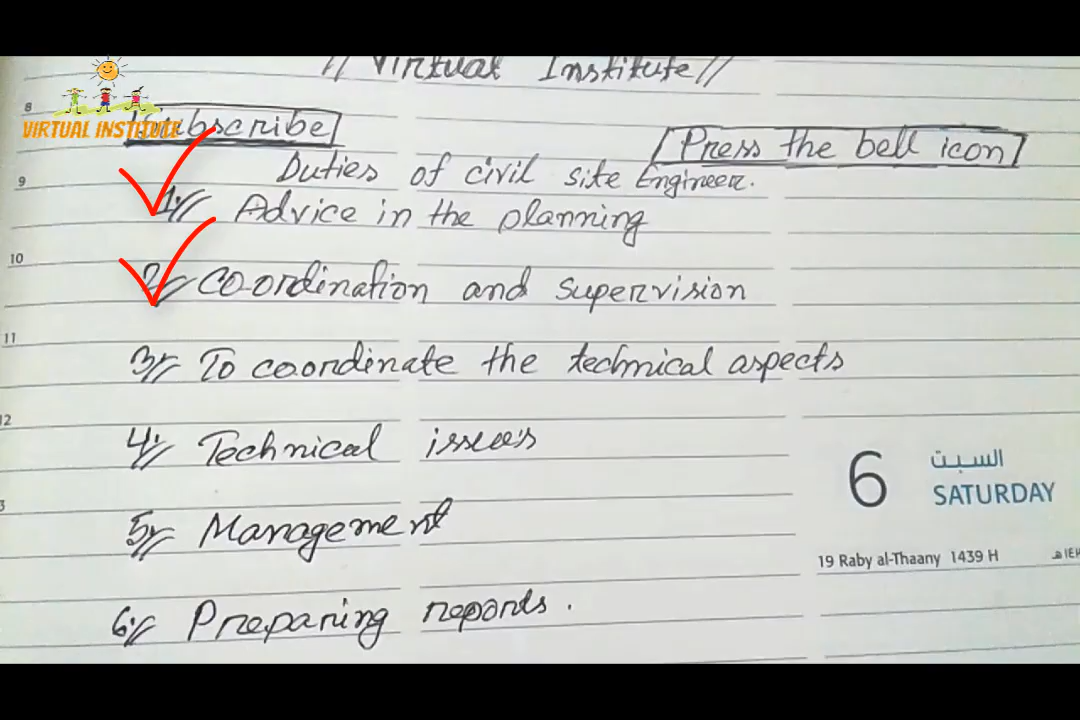 // Virtual Institute //
VIRTUAL INSTITUTE
8
Subscribe
Press the bell icon
9
Duties of civil site Engineer.
1. Advice in the planning
10
2 Co-ordination and supervision
11
3 To coordinate the technical aspects
12
4. Technical issues
6
السبت
SATURDAY
5 Management
19 Raby al-Thaany 1439 H
6. Preparing reports.